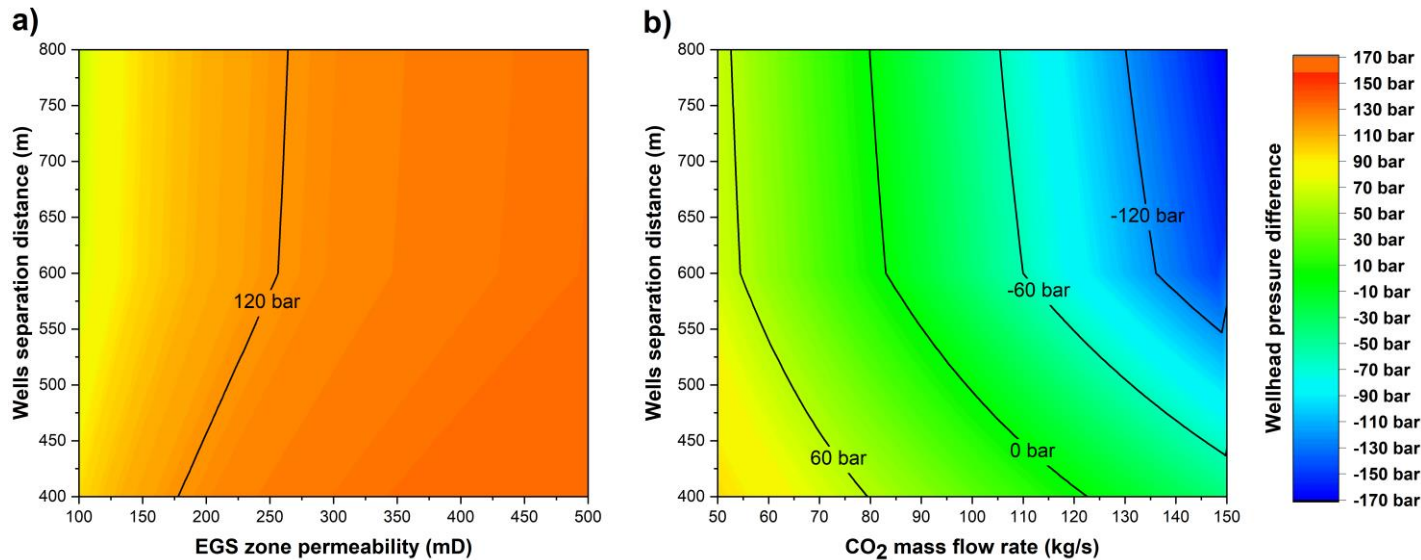 a)
Wells separation distance (m)
800
750
700
650
600
550
500
450
400
120 bar
100 150 200 250 300 350 400 450 500
EGS zone permeability (mD)
b)
Wells separation distance (m)
800
750
700
650
600
550
500
450
400
-120 bar
-60 bar
0 bar
60 bar
50 60 70 80 90 100 110 120 130 140 150
CO2 mass flow rate (kg/s)
Wellhead pressure difference
170 bar
150 bar
130 bar
110 bar
90 bar
70 bar
50 bar
30 bar
10 bar
-10 bar
-30 bar
-50 bar
-70 bar
-90 bar
-110 bar
-130 bar
-150 bar
-170 bar